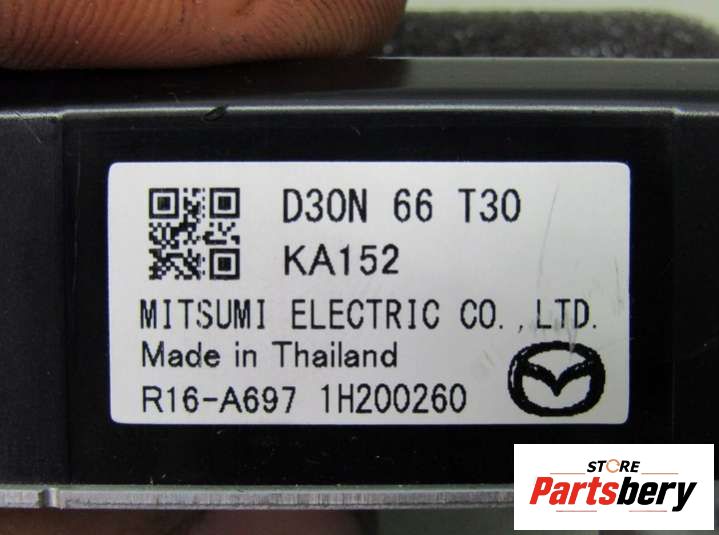 D30N 66 T30
KA152
MITSUMI ELECTRIC CO.,LTD.
Made in Thailand
R16-A697 1H200260
STORE
Partsbery